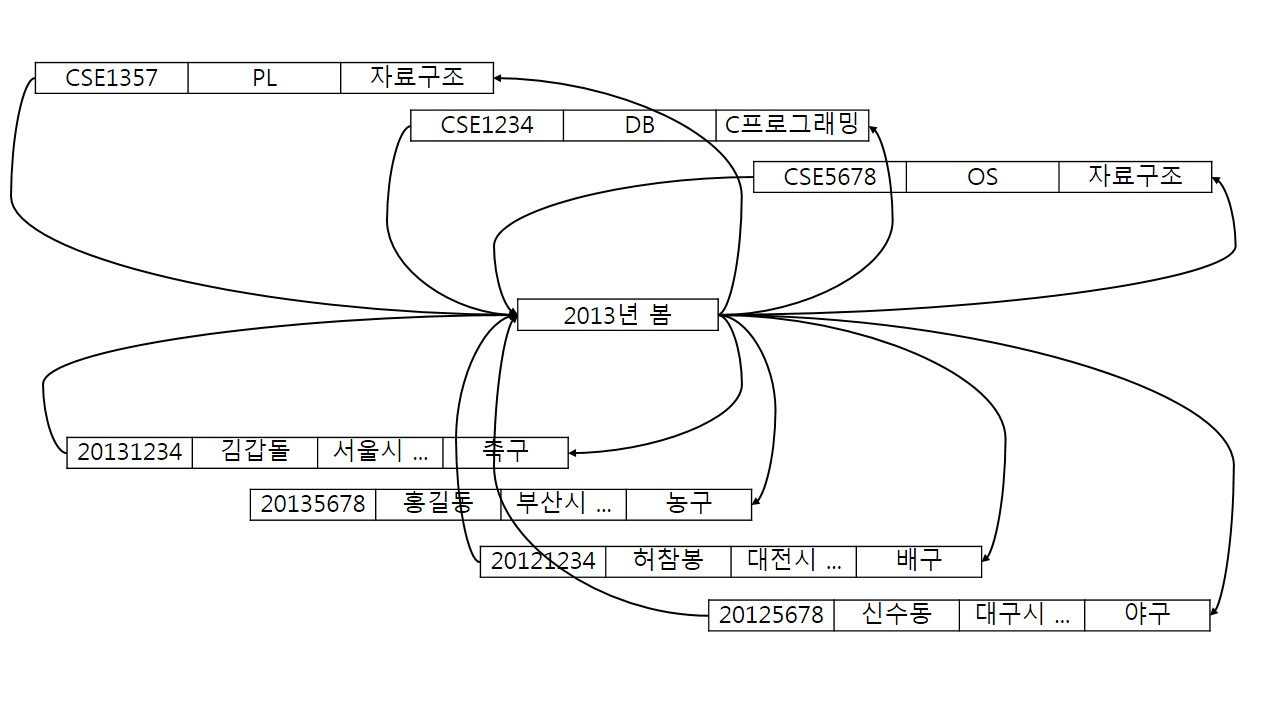 CSE1357 PL 자료구조
CSE1234 DB C프로그래밍
CSE5678 OS 자료구조
2013년 봄
20131234 김갑돌 서울시 ... 축구
20135678 홍길동 부산시 ... 농구
20121234 허참봉 대전시 ... 배구
20125678 신수동 대구시 ... 야구